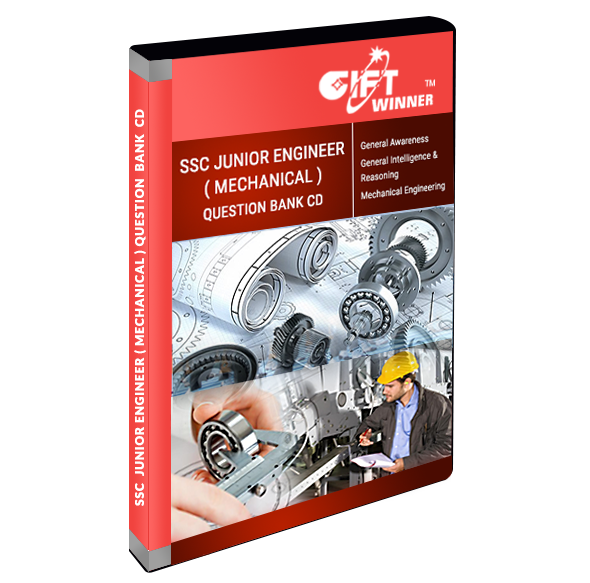 GIFT
WINNER
TM
SSC JUNIOR ENGINEER
( MECHANICAL )
QUESTION BANK CD
General Awareness
General Intelligence &
Reasoning
Mechanical Engineering
SSC JUNIOR ENGINEER ( MECHANICAL ) QUESTION BANK CD